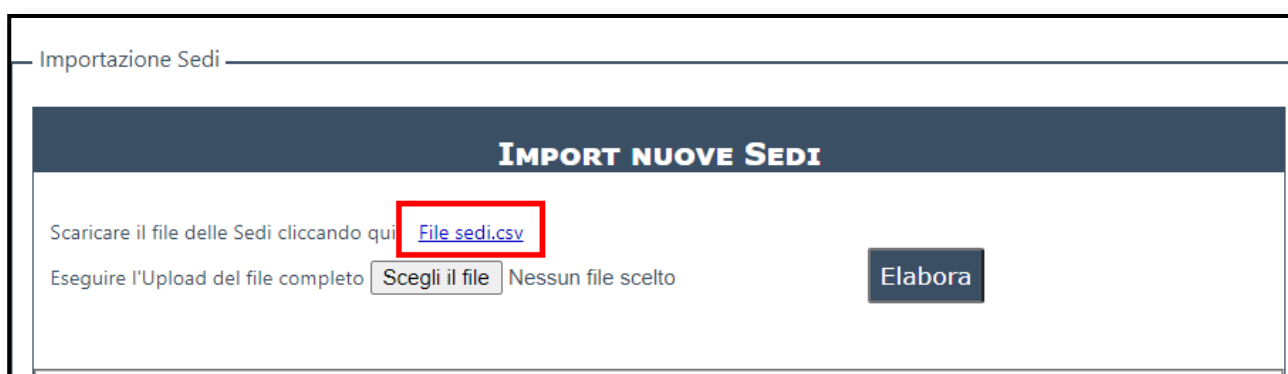 Importazione Sedi
IMPORT NUOVE SEDI
Scaricare il file delle Sedi cliccando qui File sedi.csv
Eseguire l'Upload del file completo Scegli il file Nessun file scelto
Elabora